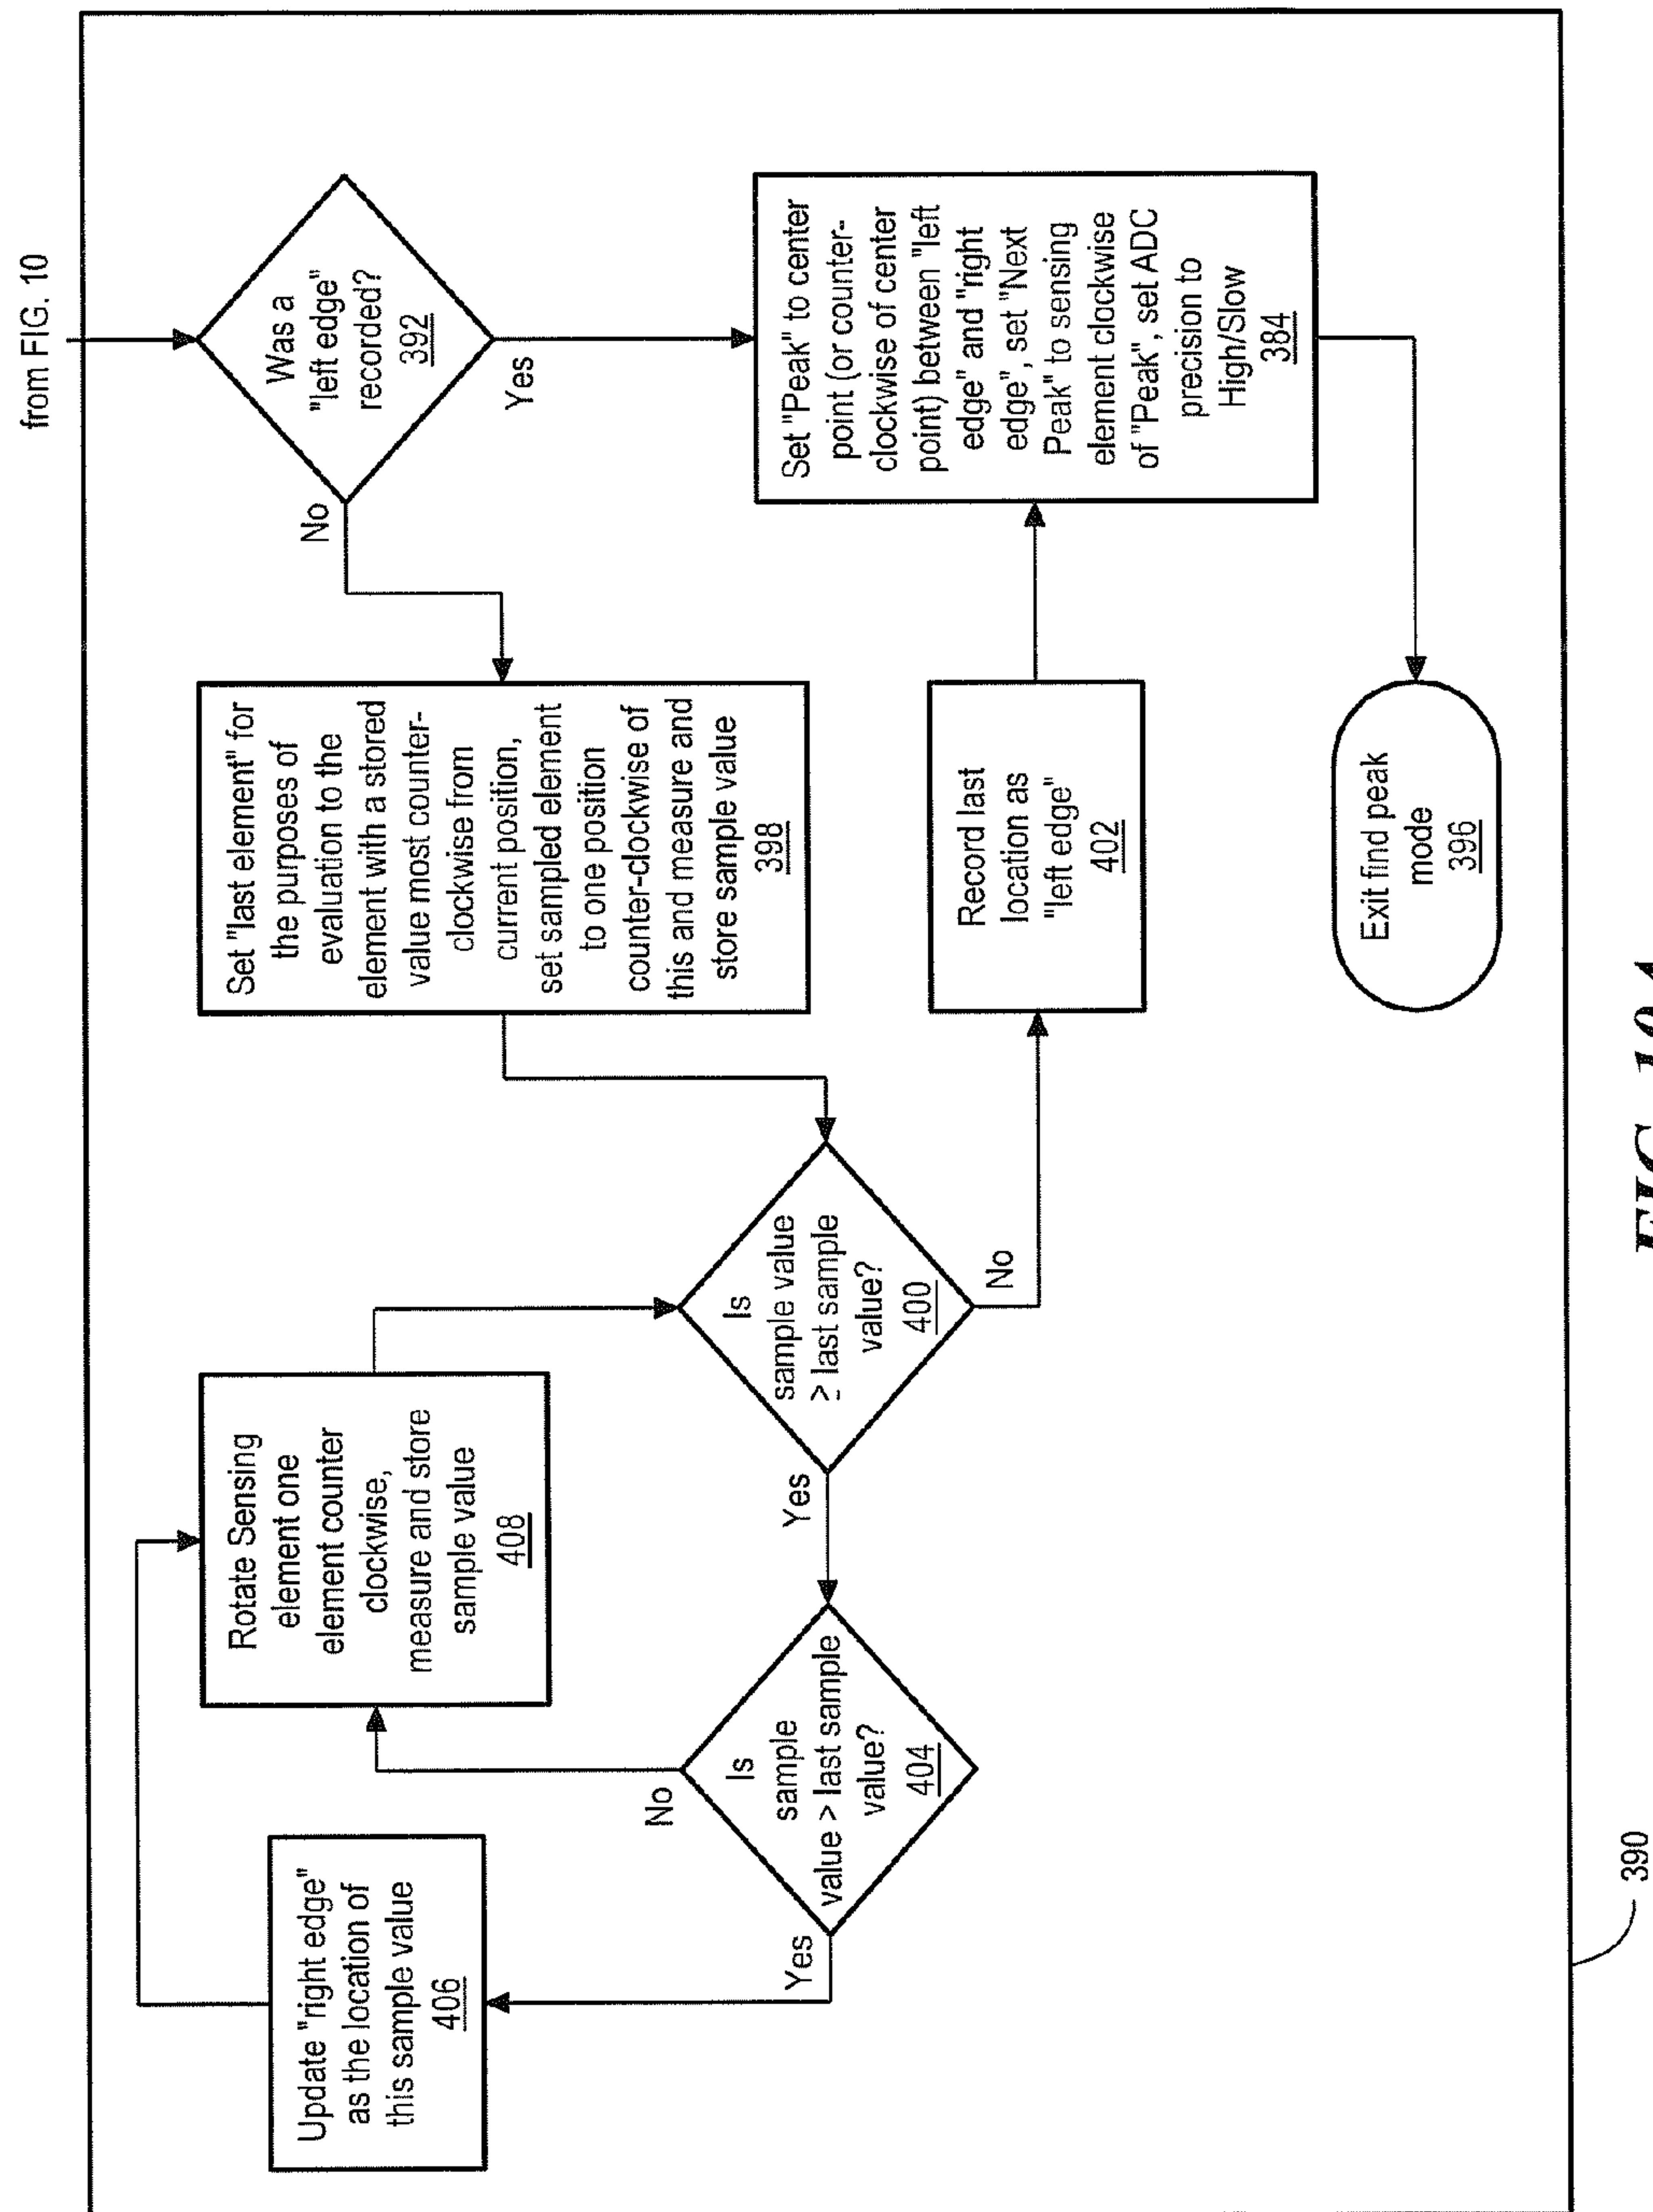 from FIG. 10
Was a
"left edge"
recorded?
392
No
Yes
Set "last element" for
the purposes of
evaluation to the
element with a stored
value most counter-
clockwise from
current position,
set sampled element
to one position
counter-clockwise of
this and measure and
store sample value
398
Set "Peak" to center
point (or counter-
clockwise of center
point) between "left
edge" and "right
edge", set "Next
Peak" to sensing
element clockwise
of "Peak", set ADC
precision to
High/Slow
384
Is
sample value
≥ last sample
value?
400
No
Yes
Record last
location as
"left edge"
402
Exit find peak
mode
396
Rotate Sensing
element one
element counter
clockwise,
measure and store
sample value
408
Is
sample
value > last sample
value?
404
No
Yes
Update "right edge"
as the location of
this sample value
406
390